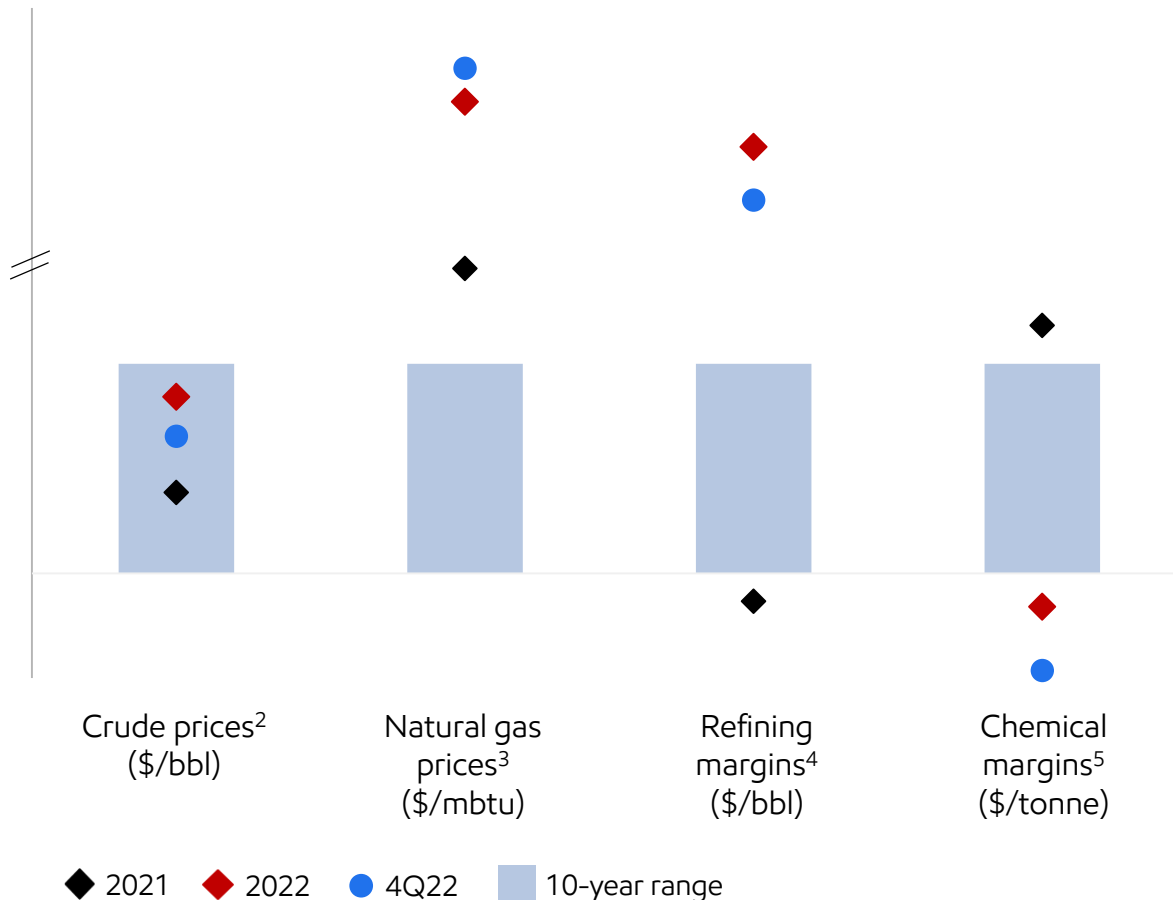 Crude prices²
($/bbl)
Natural gas
prices³
($/mbtu)
Refining
margins⁴
($/bbl)
Chemical
margins⁵
($/tonne)
2021
2022
4Q22
10-year range